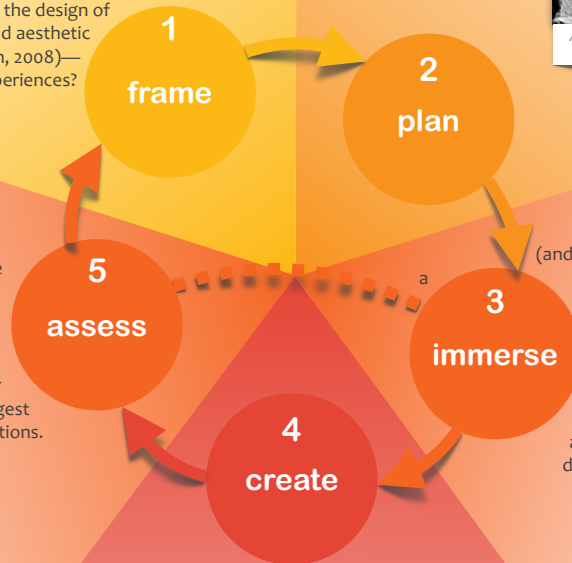 the design of
d aesthetic
, 2008)—
periences?
1
frame
2
plan
(and
a
3
immerse
4
create
5
assess
gest
tions.